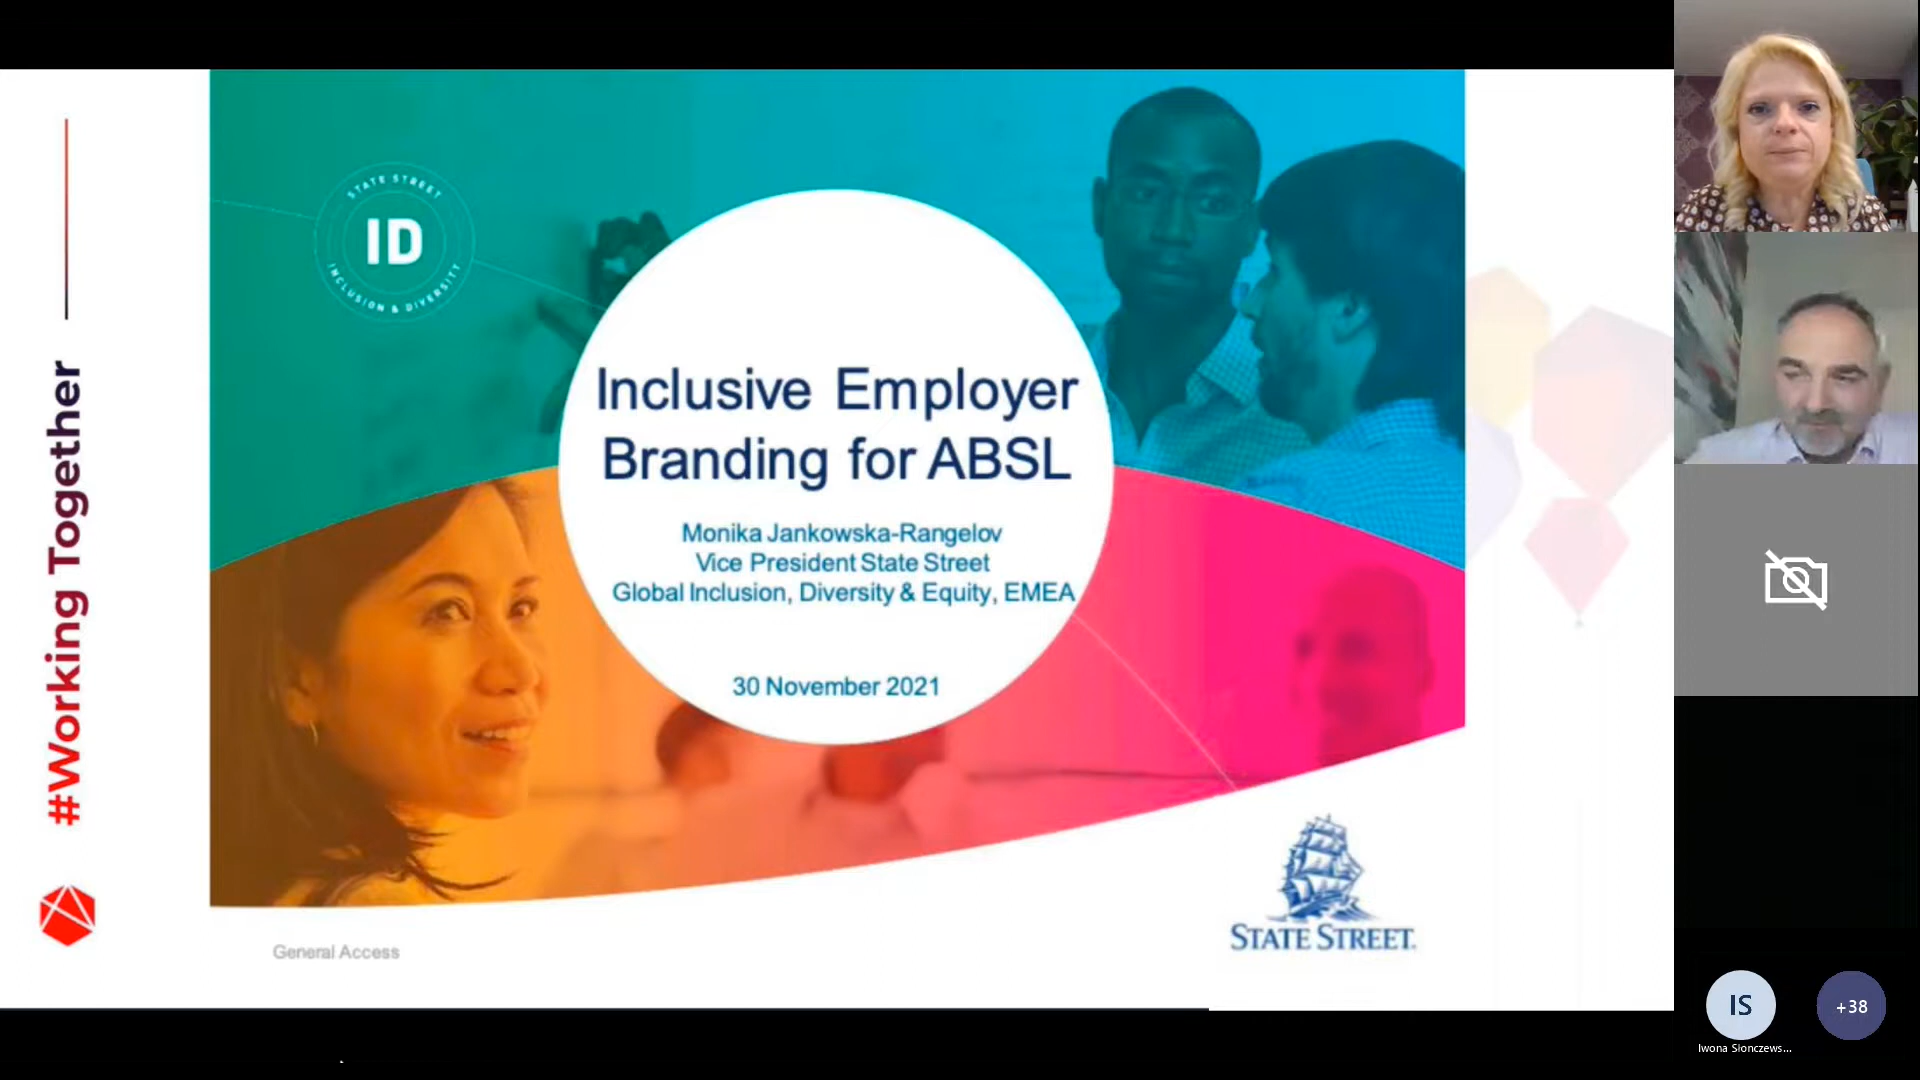 #Working Together
STATE STREET
ID
INCLUSION & DIVERSITY
Inclusive Employer
Branding for ABSL
Monika Jankowska-Rangelov
Vice President State Street
Global Inclusion, Diversity & Equity, EMEA
30 November 2021
STATE STREET.
General Access
IS
+38
Iwona Słonczews...